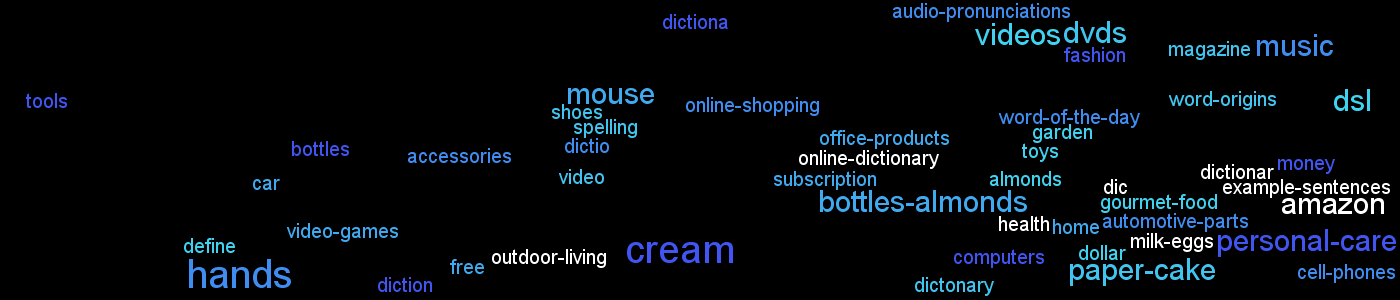 audio-pronunciations
dictiona
videos dvds
fashion
magazine music
tools
mouse
online-shopping
shoes
spelling
dictio
word-origins
dsl
word-of-the-day
garden
toys
office-products
online-dictionary
bottles
accessories
car
video
subscription
almonds
bottles-almonds
dictionar money
dic
example-sentences
gourmet-food
amazon
health home automotive-parts
video-games
define
outdoor-living
cream
milk-eggs personal-care
computers
dollar
hands
free
diction
paper-cake
cell-phones
dictonary